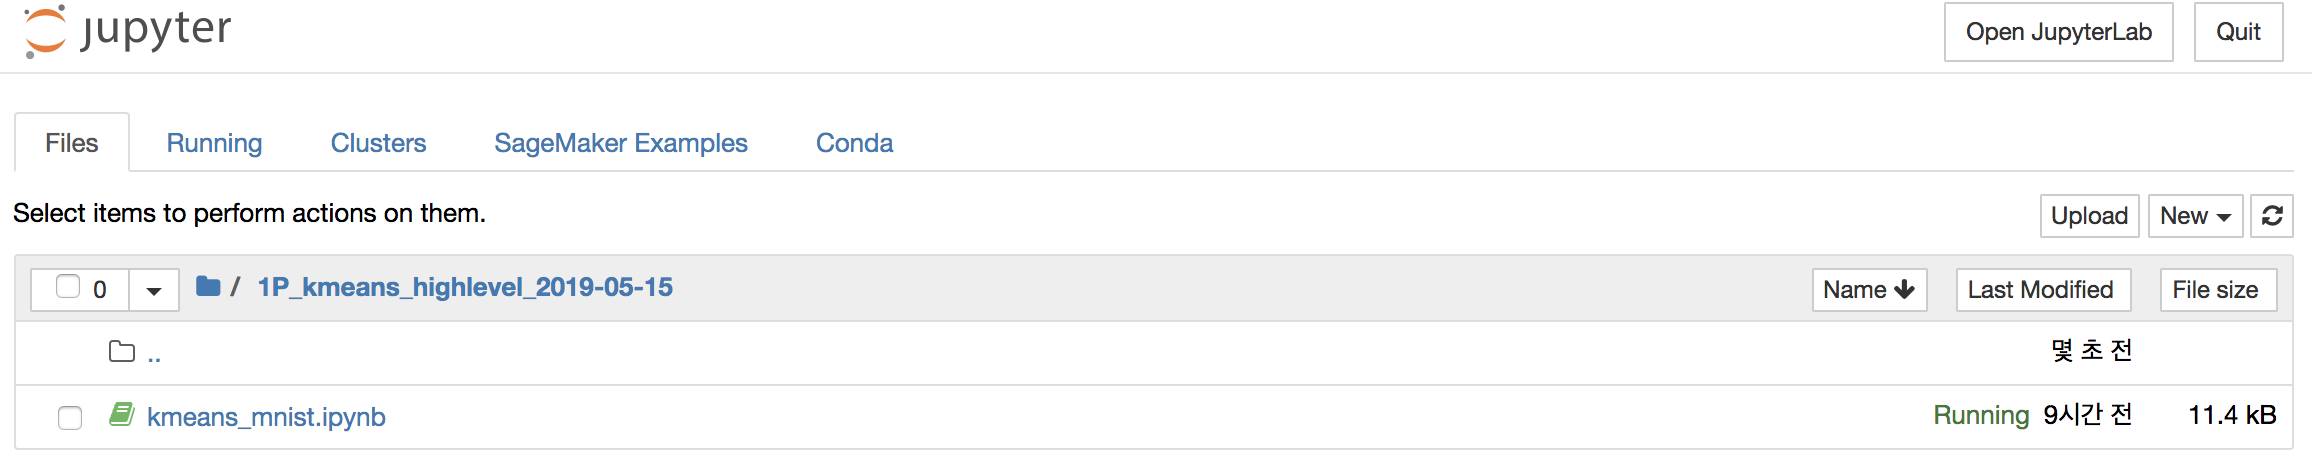 jupyter
Open JupyterLab Quit
Files Running Clusters SageMaker Examples Conda
Select items to perform actions on them.
Upload New
0 / 1P_kmeans_highlevel_2019-05-15 Name Last Modified File size
.. 몇 초 전
kmeans_mnist.ipynb Running 9시간 전 11.4 kB